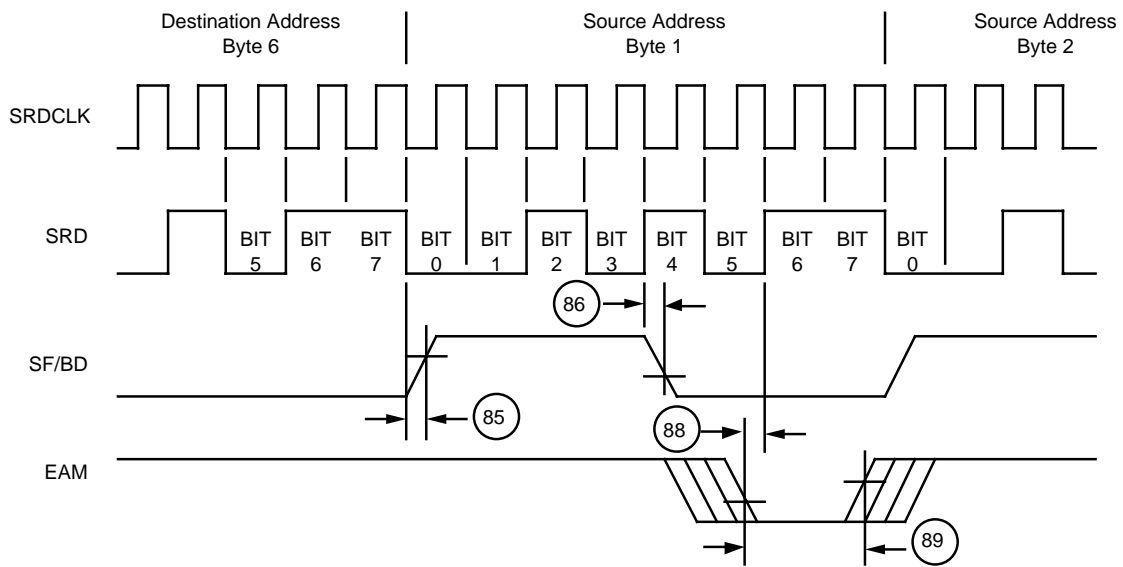 Destination Address
Byte 6
Source Address
Byte 1
Source Address
Byte 2
SRDCLK
SRD
BIT
5
BIT
6
BIT
7
BIT
0
BIT
1
BIT
2
BIT
3
BIT
4
BIT
5
BIT
6
BIT
7
BIT
0
86
SF/BD
85
88
EAM
89